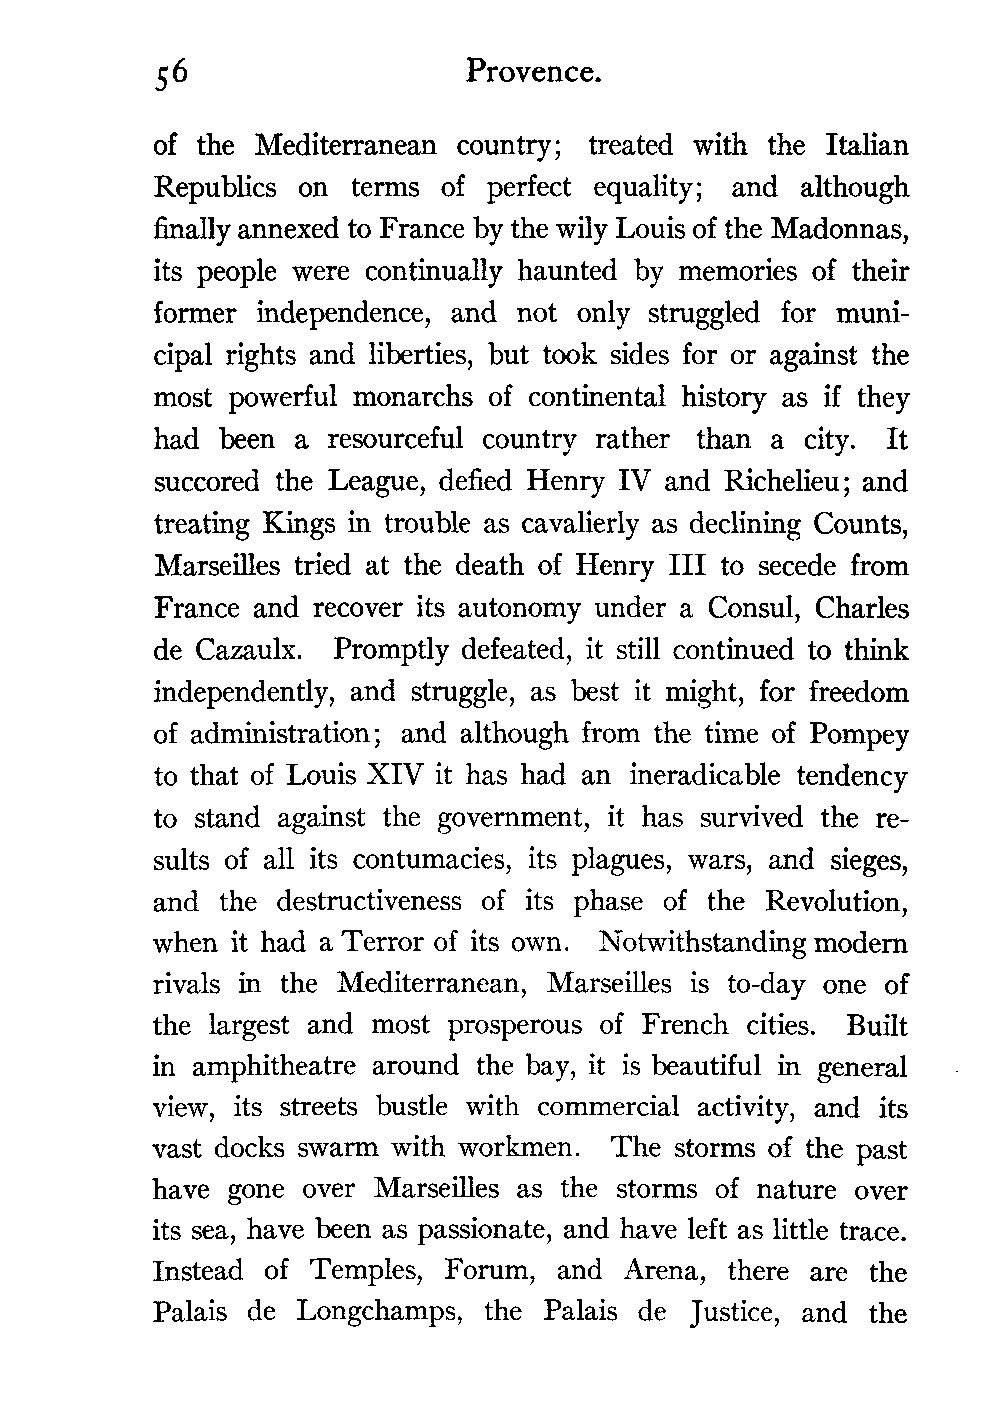 56 Provence.
of the Mediterranean country; treated with the Italian
Republics on terms of perfect equality; and although
finally annexed to France by the wily Louis of the Madonnas,
its people were continually haunted by memories of their
former independence, and not only struggled for muni-
cipal rights and liberties, but took sides for or against the
most powerful monarchs of continental history as if they
had been a resourceful country rather than a city. It
succored the League, defied Henry IV and Richelieu; and
treating Kings in trouble as cavalierly as declining Counts,
Marseilles tried at the death of Henry III to secede from
France and recover its autonomy under a Consul, Charles
de Cazaulx. Promptly defeated, it still continued to think
independently, and struggle, as best it might, for freedom
of administration; and although from the time of Pompey
to that of Louis XIV it has had an ineradicable tendency
to stand against the government, it has survived the re-
sults of all its contumacies, its plagues, wars, and sieges,
and the destructiveness of its phase of the Revolution,
when it had a Terror of its own. Notwithstanding modern
rivals in the Mediterranean, Marseilles is to-day one of
the largest and most prosperous of French cities. Built
in amphitheatre around the bay, it is beautiful in general
view, its streets bustle with commercial activity, and its
vast docks swarm with workmen. The storms of the past
have gone over Marseilles as the storms of nature over
its sea, have been as passionate, and have left as little trace.
Instead of Temples, Forum, and Arena, there are the
Palais de Longchamps, the Palais de Justice, and the